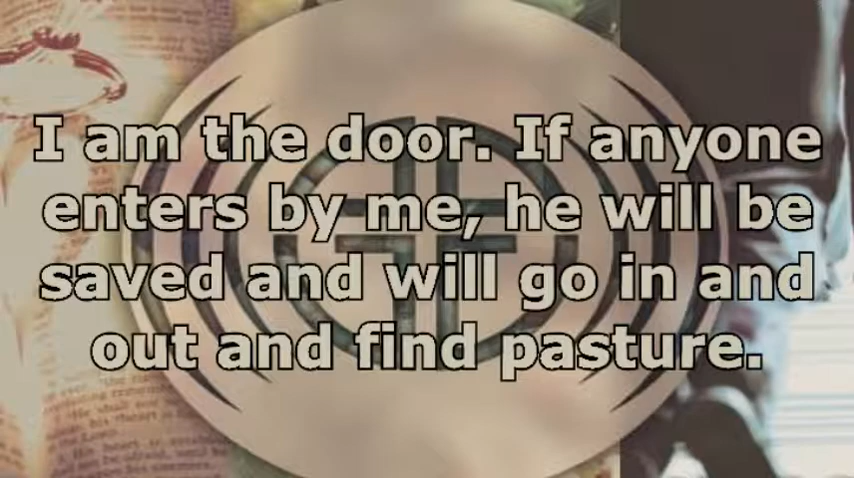 I am the door. If anyone
enters by me, he will be
saved and will go in and
out and find pasture.